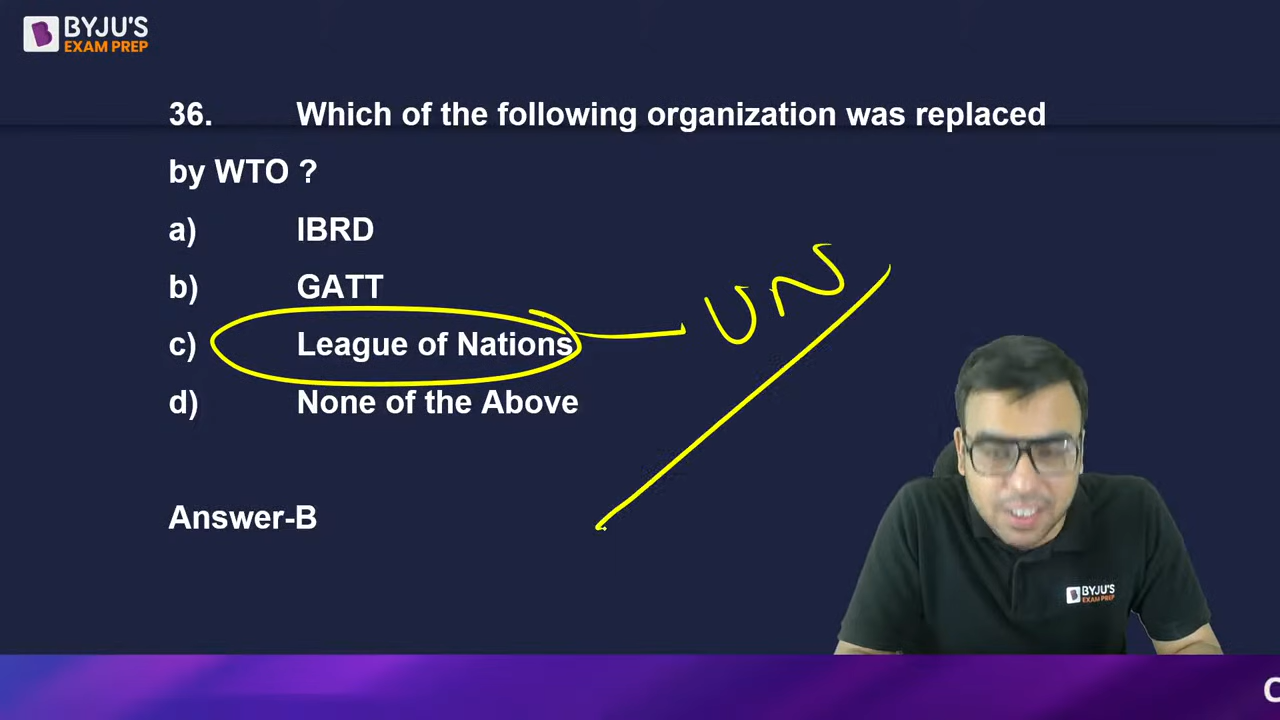 BYJU'S
EXAM PREP
36. Which of the following organization was replaced
by WTO ?
a) IBRD
b) GATT
UN
c) League of Nations
d) None of the Above
Answer-B
BYJU'S
EXAM PREP